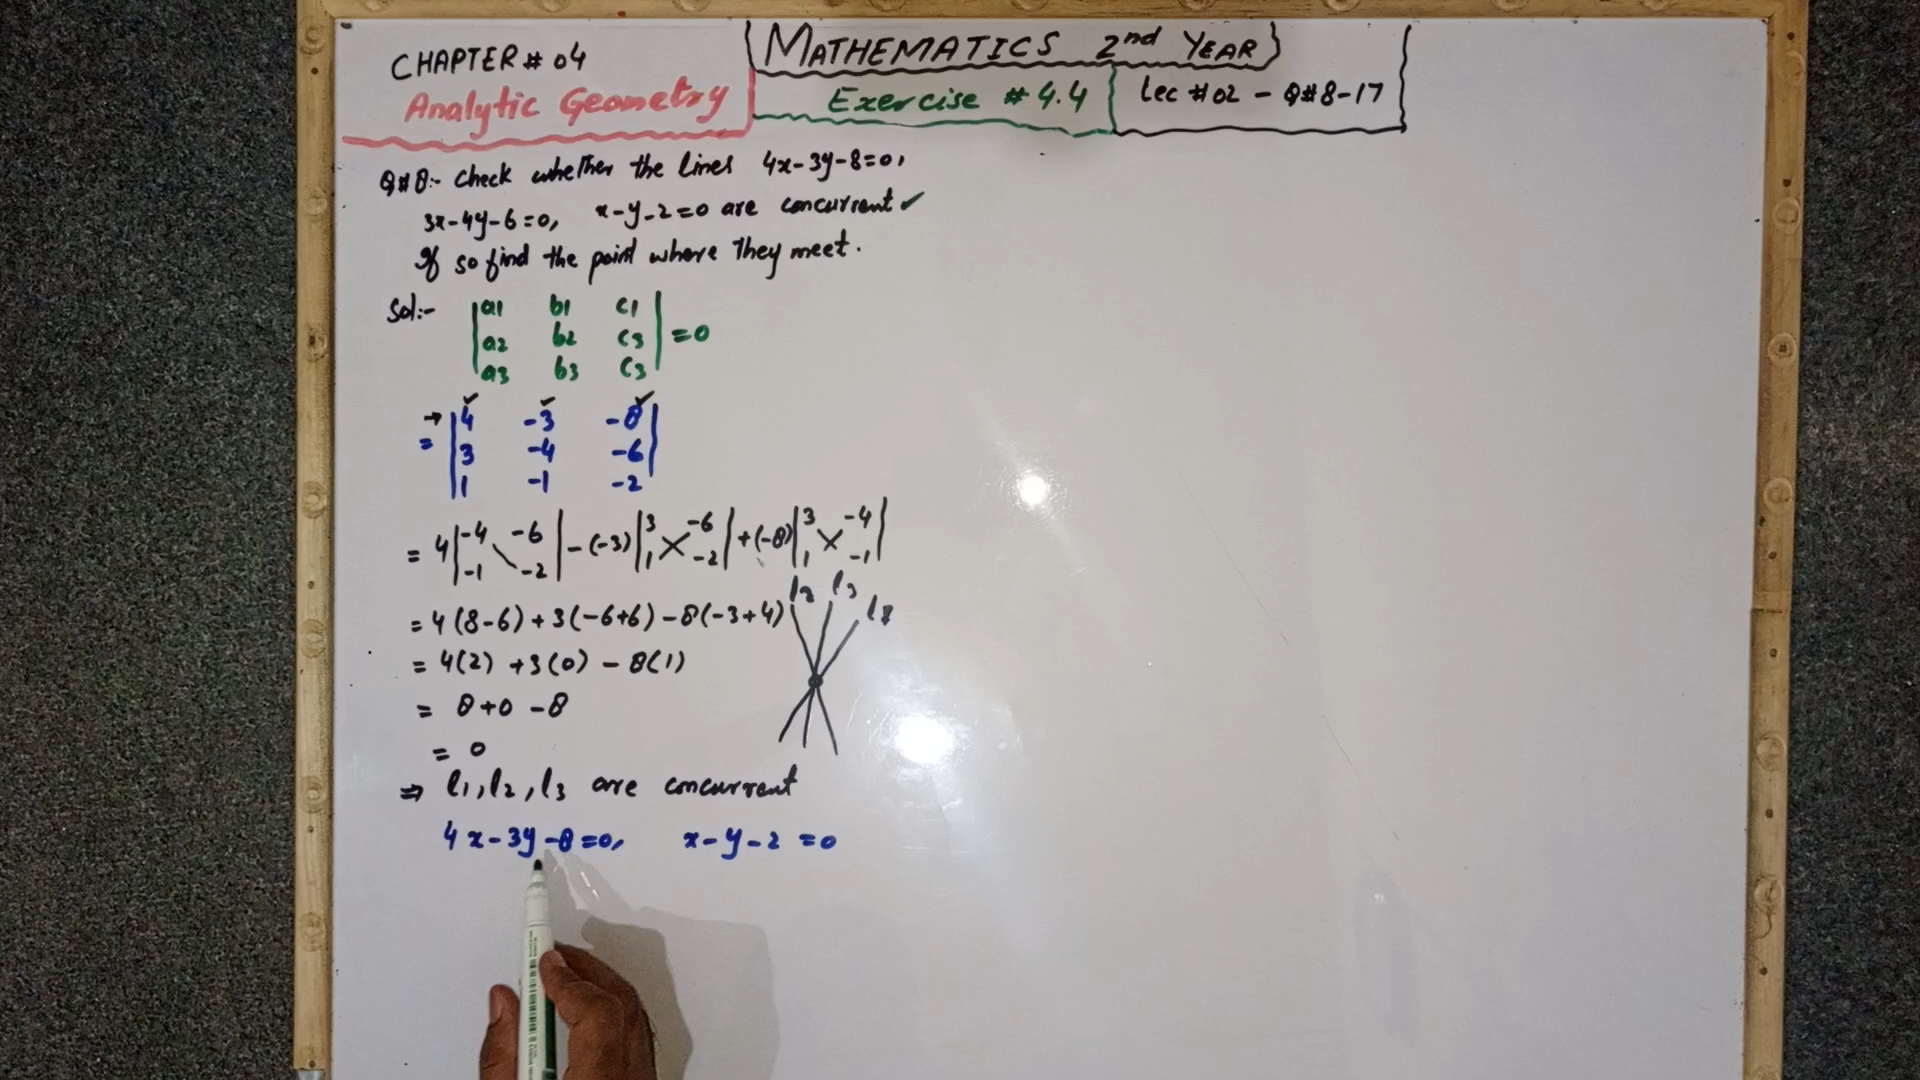 CHAPTER # 04
Analytic Geometry
MATHEMATICS 2nd YEAR
Exercise # 4.4
Lec # 02 - Q#8-17
Q#8:- Check whether the lines 4x-3y-8=0,
3x-4y-6=0, x-y-2=0 are concurrent ✓
If so find the point where they meet.
Sol:- |a1 b1 c1|
|a2 b2 c3| =0
|a3 b3 c3|
→ |4 -3 -8|
= |3 -4 -6|
|1 -1 -2|
= 4|-4 -6| -(-3)|3 -6| +(-8)|3 -4|
|-1 -2| |1 -2| |1 -1|
= 4(8-6)+3(-6+6)-8(-3+4)
l2 l3 l1
= 4(2) +3(0) - 8(1)
= 8+0 -8
= 0
⇒ l1, l2, l3 are concurrent
4x-3y-8=0, x-y-2=0